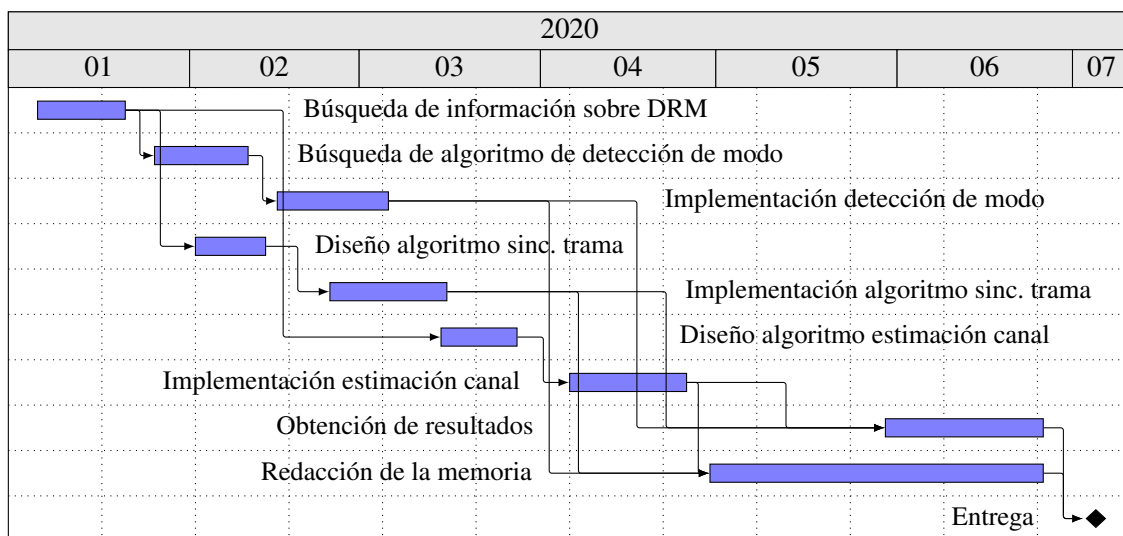 2020
01 02 03 04 05 06 07
Búsqueda de información sobre DRM
Búsqueda de algoritmo de detección de modo
Implementación detección de modo
Diseño algoritmo sinc. trama
Implementación algoritmo sinc. trama
Diseño algoritmo estimación canal
Implementación estimación canal
Obtención de resultados
Redacción de la memoria
Entrega